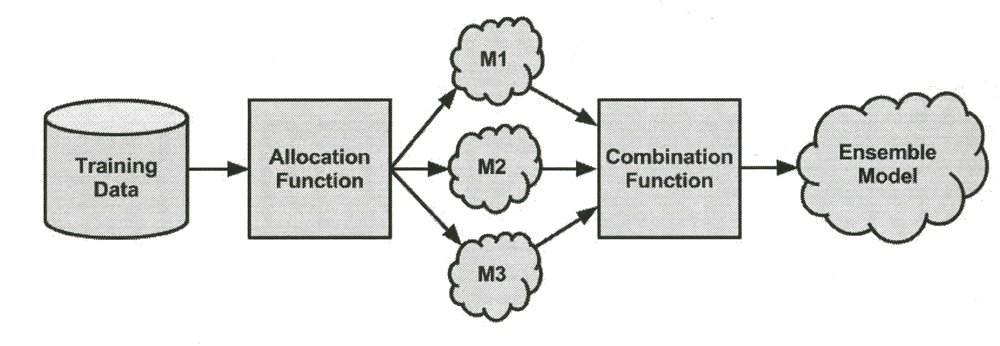 M1
Training
Data
Allocation
Function
M2
Combination
Function
Ensemble
Model
M3